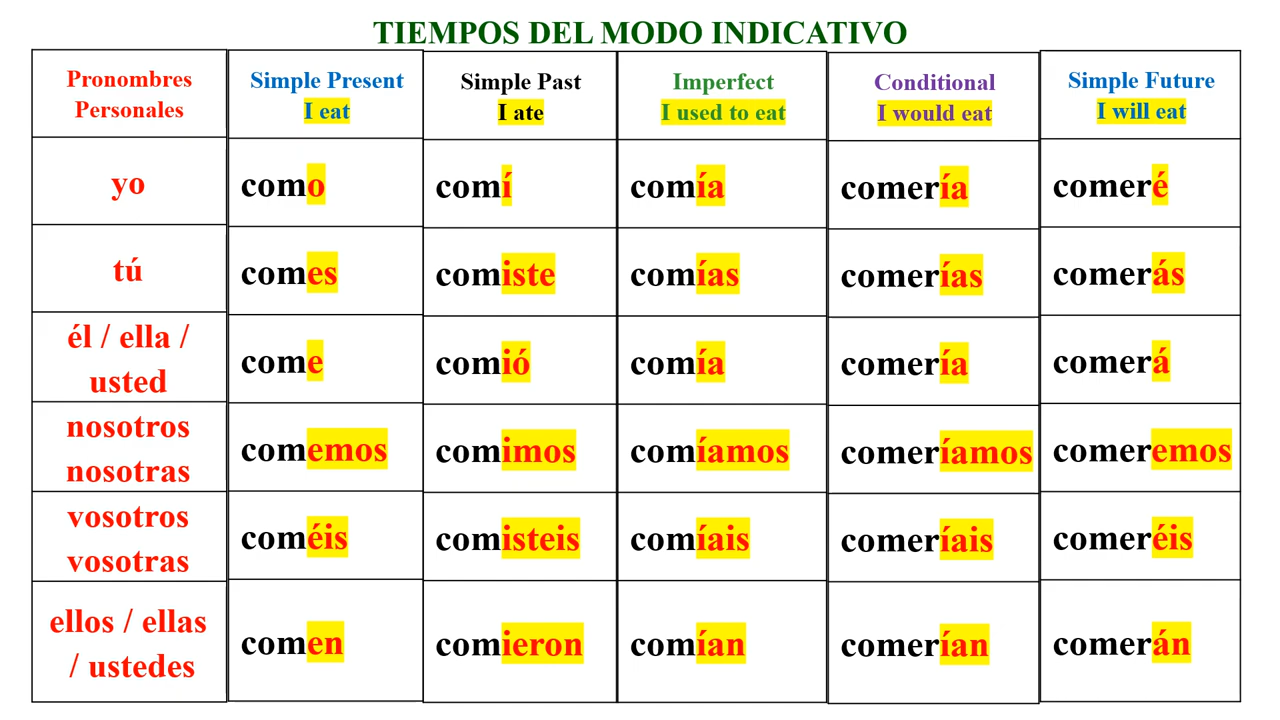 TIEMPOS DEL MODO INDICATIVO
Pronombres Simple Present Simple Past Imperfect Conditional Simple Future
Personales I eat I ate I used to eat I would eat I will eat
yo como comí comía comería comeré
tú comes comiste comías comerías comerás
él / ella / come comió comía comería comerá
usted
nosotros comemos comimos comíamos comeríamos comeremos
nosotras
vosotros coméis comisteis comíais comeríais comeréis
vosotras
ellos / ellas comen comieron comían comerían comerán
/ ustedes